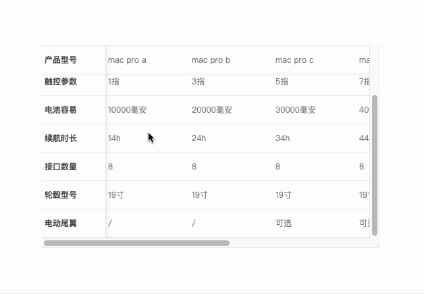 产品型号 mac pro a mac pro b mac pro c ma
触控参数 1指 3指 5指 7指
电池容易 10000毫安 20000毫安 30000毫安 40
续航时长 14h 24h 34h 44
接口数量 8 8 8 8
轮毂型号 19寸 19寸 19寸 19
电动尾翼 / / 可选 可